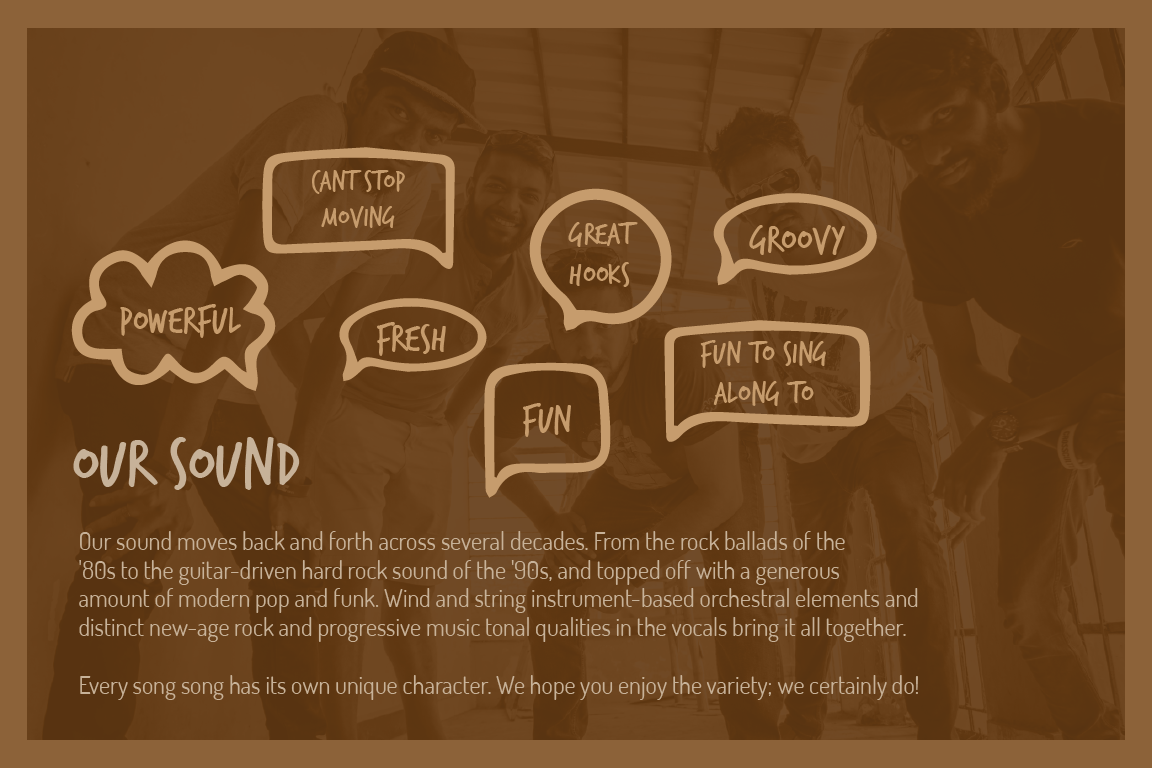 CANT STOP
MOVING
GREAT
HOOKS
GROOVY
POWERFUL
FRESH
FUN TO SING
ALONG TO
FUN
OUR SOUND
Our sound moves back and forth across several decades. From the rock ballads of the
'80s to the guitar-driven hard rock sound of the '90s, and topped off with a generous
amount of modern pop and funk. Wind and string instrument-based orchestral elements and
distinct new-age rock and progressive music tonal qualities in the vocals bring it all together.
Every song song has its own unique character. We hope you enjoy the variety; we certainly do!